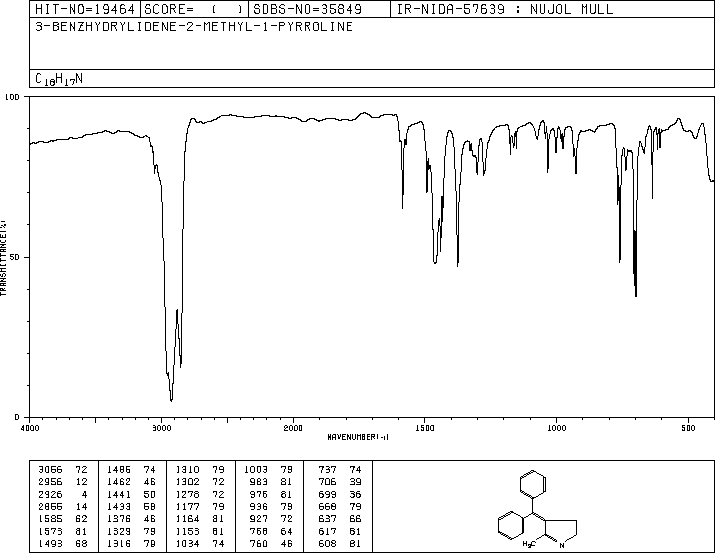 HIT-NO=19464 SCORE= ( ) SDBS-NO=35849 IR-NIDA-57639 : NUJOL MULL
3-BENZHYDRYLIDENE-2-METHYL-1-PYRROLINE
C18H17N
100
50
0
TRANSMITTANCE(%)
4000 3000 2000 1500 1000 500
WAVENUMBER(-1)
3066 72 1486 74 1310 79 1003 79 737 74
2956 12 1462 46 1302 72 983 81 706 39
2926 4 1441 50 1278 72 976 81 699 36
2855 14 1433 58 1177 79 936 79 668 79
1585 62 1376 46 1164 81 927 72 637 66
1573 81 1329 79 1153 81 768 64 617 81
1493 68 1316 79 1034 74 760 46 608 81
H3C N